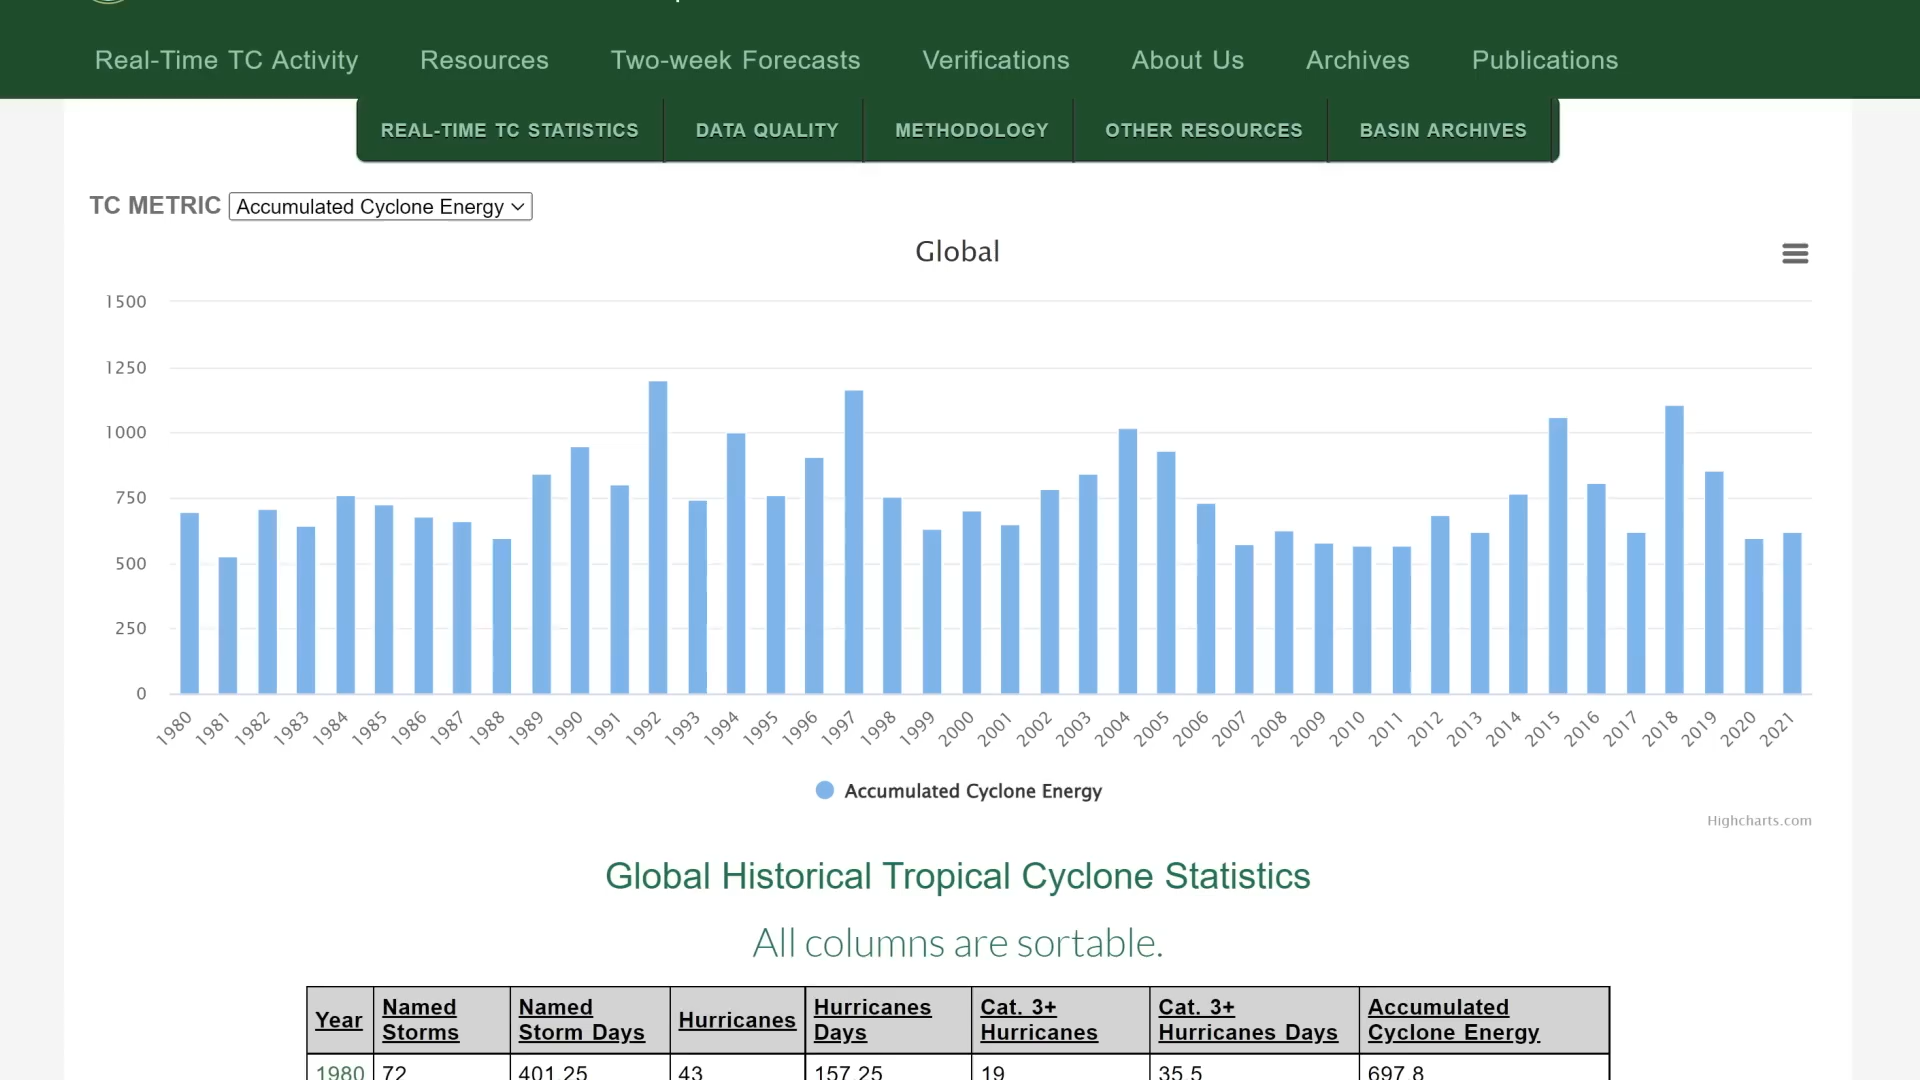 Real-Time TC Activity Resources Two-week Forecasts Verifications About Us Archives Publications
REAL-TIME TC STATISTICS DATA QUALITY METHODOLOGY OTHER RESOURCES BASIN ARCHIVES
TC METRIC Accumulated Cyclone Energy
Global
1500
1250
1000
750
500
250
0
1980 1981 1982 1983 1984 1985 1986 1987 1988 1989 1990 1991 1992 1993 1994 1995 1996 1997 1998 1999 2000 2001 2002 2003 2004 2005 2006 2007 2008 2009 2010 2011 2012 2013 2014 2015 2016 2017 2018 2019 2020 2021
Accumulated Cyclone Energy
Highcharts.com
Global Historical Tropical Cyclone Statistics
All columns are sortable.
Year Named Storms Named Storm Days Hurricanes Hurricanes Days Cat. 3+ Hurricanes Cat. 3+ Hurricanes Days Accumulated Cyclone Energy
1980 72 401.25 43 157.25 19 35.5 697.8